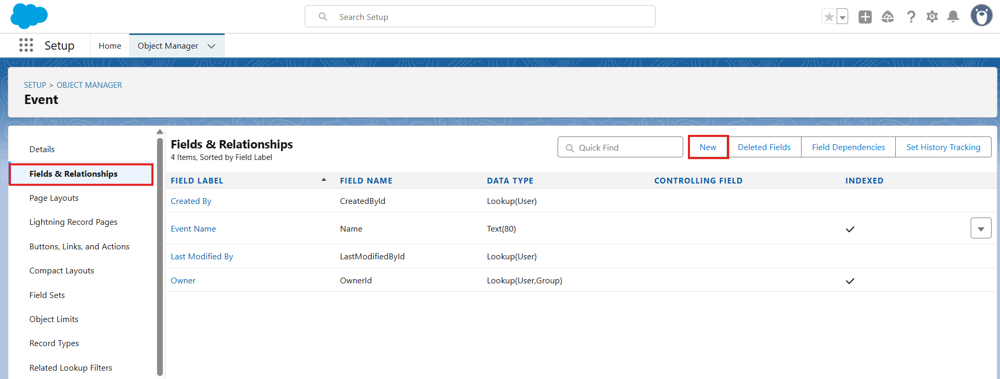 Search Setup
Setup
Home
Object Manager
SETUP > OBJECT MANAGER
Event
Details
Fields & Relationships
Page Layouts
Lightning Record Pages
Buttons, Links, and Actions
Compact Layouts
Field Sets
Object Limits
Record Types
Related Lookup Filters
Fields & Relationships
4 Items, Sorted by Field Label
Quick Find
New
Deleted Fields
Field Dependencies
Set History Tracking
FIELD LABEL FIELD NAME DATA TYPE CONTROLLING FIELD INDEXED
Created By CreatedById Lookup(User)
Event Name Name Text(80)
Last Modified By LastModifiedById Lookup(User)
Owner OwnerId Lookup(User,Group)